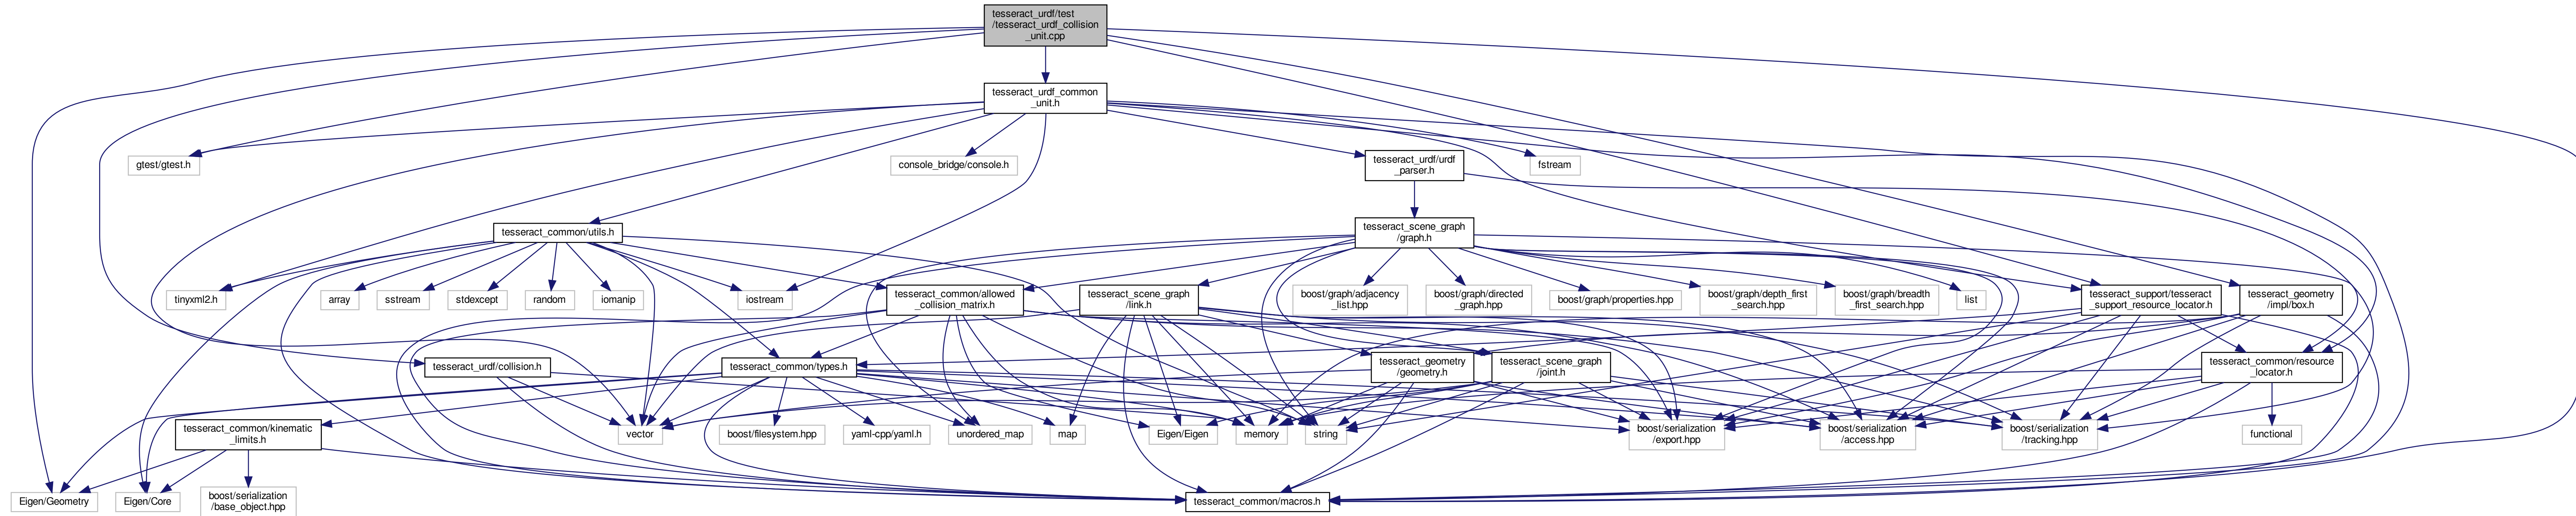 tesseract_urdf/test
/tesseract_urdf_collision
_unit.cpp
tesseract_urdf_common
_unit.h
gtest/gtest.h
console_bridge/console.h
tesseract_urdf/urdf
_parser.h
fstream
tesseract_common/utils.h
tesseract_scene_graph
/graph.h
tinyxml2.h
array
sstream
stdexcept
random
iomanip
iostream
tesseract_common/allowed
_collision_matrix.h
tesseract_scene_graph
/link.h
boost/graph/adjacency
_list.hpp
boost/graph/directed
_graph.hpp
boost/graph/properties.hpp
boost/graph/depth_first
_search.hpp
boost/graph/breadth
_first_search.hpp
list
tesseract_support/tesseract
_support_resource_locator.h
tesseract_geometry
/impl/box.h
tesseract_urdf/collision.h
tesseract_common/types.h
tesseract_geometry
/geometry.h
tesseract_scene_graph
/joint.h
tesseract_common/resource
_locator.h
tesseract_common/kinematic
_limits.h
vector
boost/filesystem.hpp
yaml-cpp/yaml.h
unordered_map
map
Eigen/Eigen
memory
string
boost/serialization
/export.hpp
boost/serialization
/access.hpp
boost/serialization
/tracking.hpp
functional
Eigen/Geometry
Eigen/Core
boost/serialization
/base_object.hpp
tesseract_common/macros.h